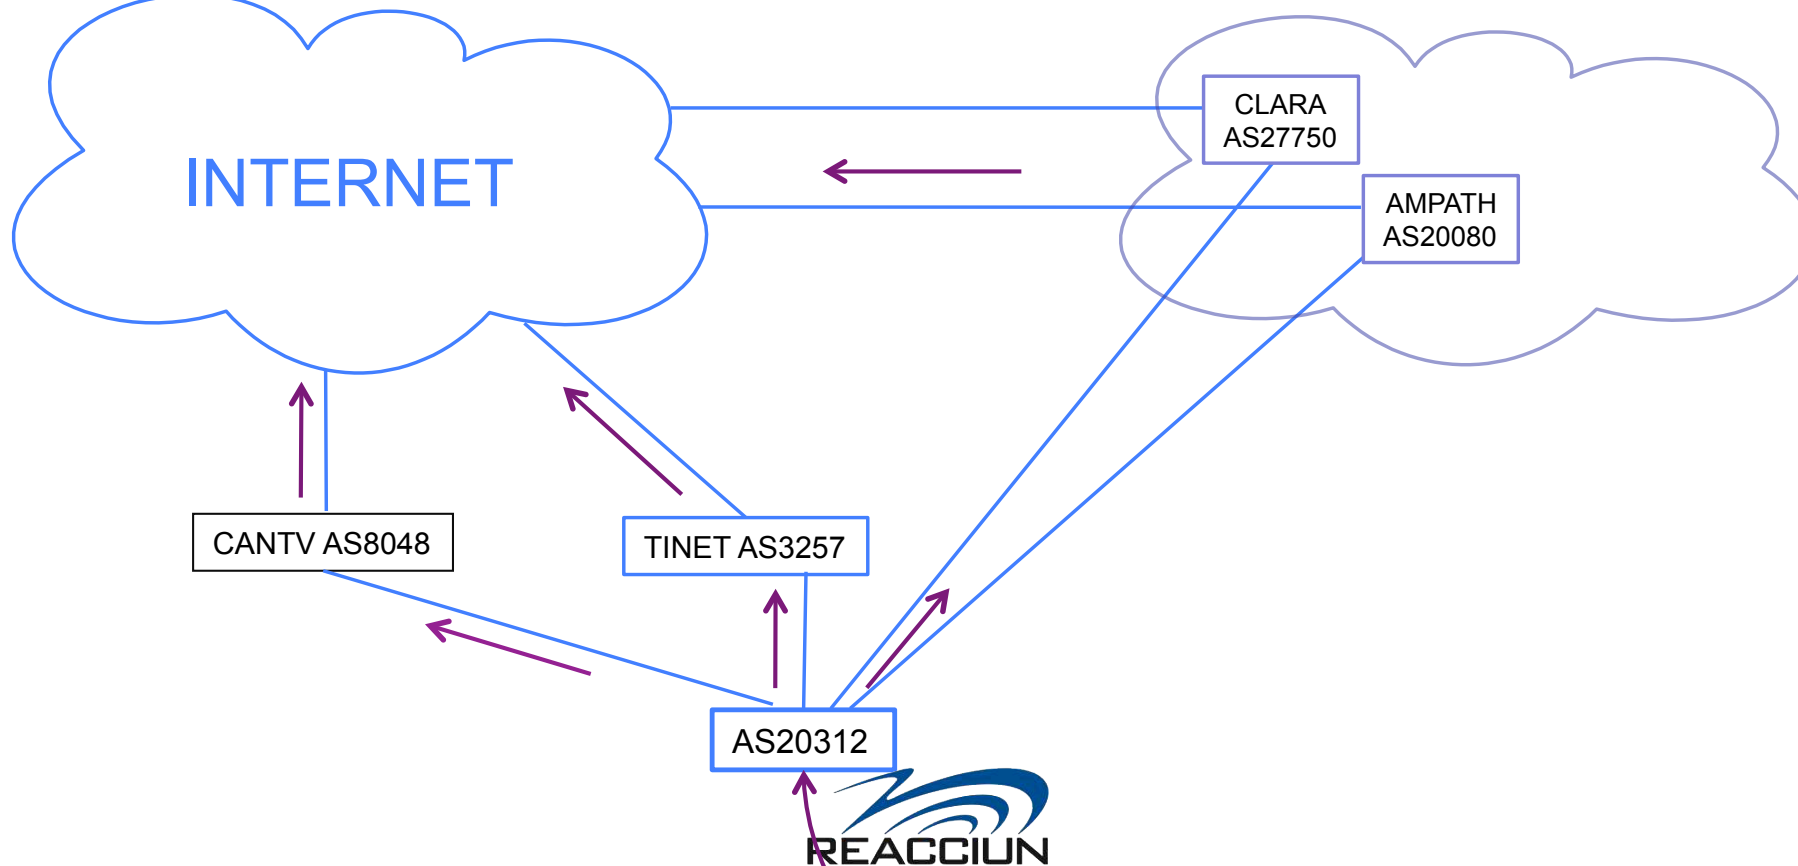 CLARA
AS27750
INTERNET
AMPATH
AS20080
CANTV AS8048
TINET AS3257
AS20312
REACCIUN